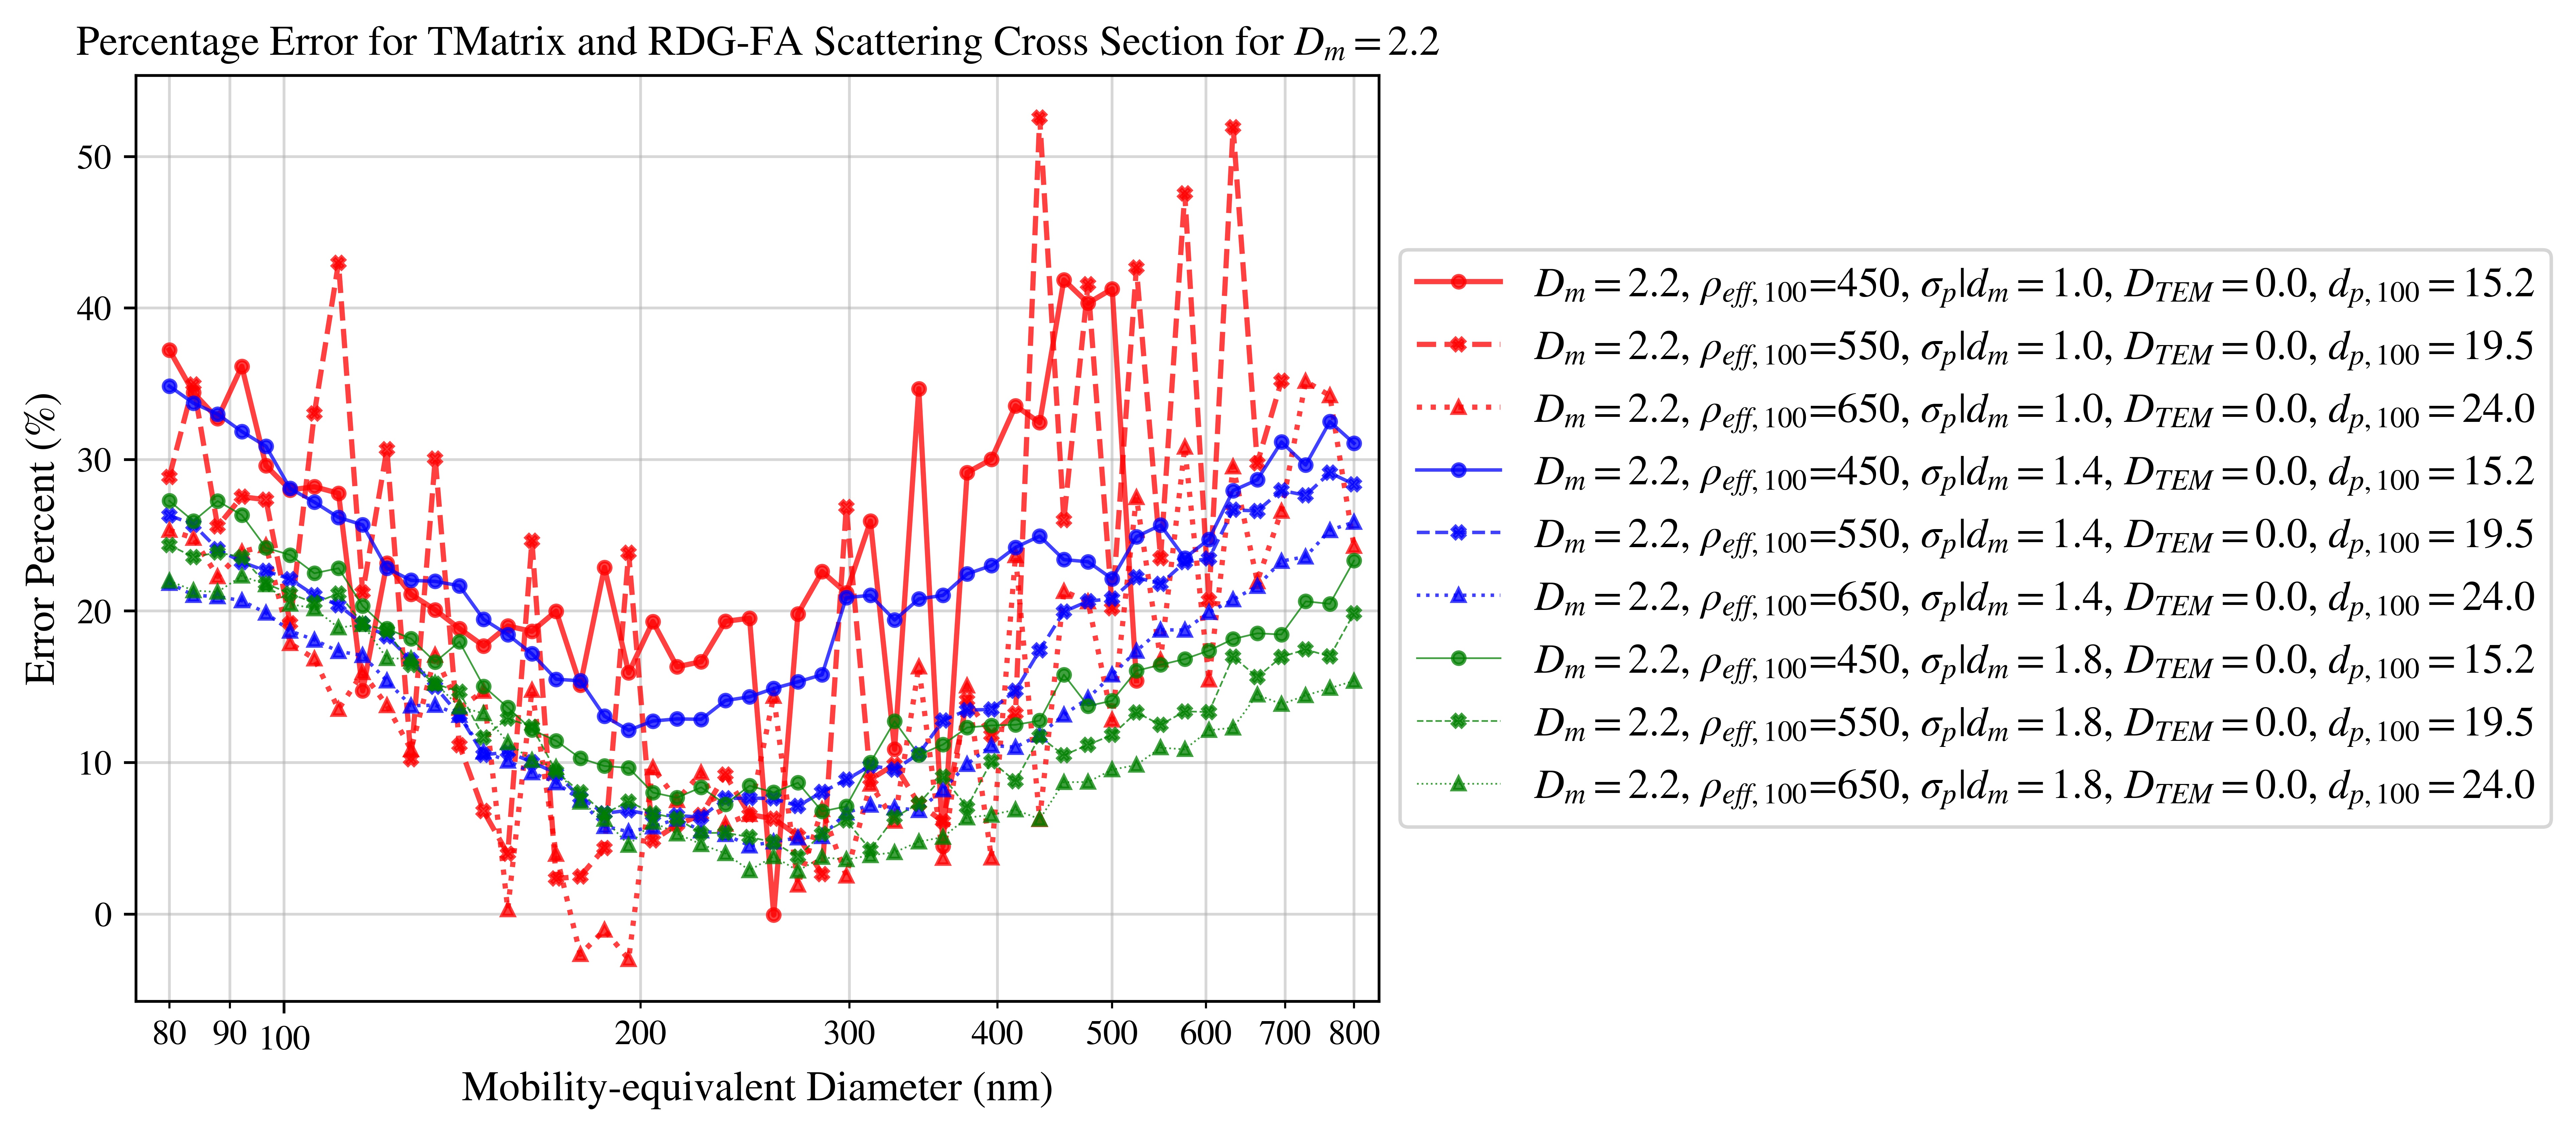 Percentage Error for TMatrix and RDG-FA Scattering Cross Section for D_m = 2.2
Error Percent (%)
50
40
30
20
10
0
80 90 100 200 300 400 500 600 700 800
Mobility-equivalent Diameter (nm)
D_m = 2.2, ρ_eff,100=450, σ_p|d_m = 1.0, D_TEM = 0.0, d_p,100 = 15.2
D_m = 2.2, ρ_eff,100=550, σ_p|d_m = 1.0, D_TEM = 0.0, d_p,100 = 19.5
D_m = 2.2, ρ_eff,100=650, σ_p|d_m = 1.0, D_TEM = 0.0, d_p,100 = 24.0
D_m = 2.2, ρ_eff,100=450, σ_p|d_m = 1.4, D_TEM = 0.0, d_p,100 = 15.2
D_m = 2.2, ρ_eff,100=550, σ_p|d_m = 1.4, D_TEM = 0.0, d_p,100 = 19.5
D_m = 2.2, ρ_eff,100=650, σ_p|d_m = 1.4, D_TEM = 0.0, d_p,100 = 24.0
D_m = 2.2, ρ_eff,100=450, σ_p|d_m = 1.8, D_TEM = 0.0, d_p,100 = 15.2
D_m = 2.2, ρ_eff,100=550, σ_p|d_m = 1.8, D_TEM = 0.0, d_p,100 = 19.5
D_m = 2.2, ρ_eff,100=650, σ_p|d_m = 1.8, D_TEM = 0.0, d_p,100 = 24.0